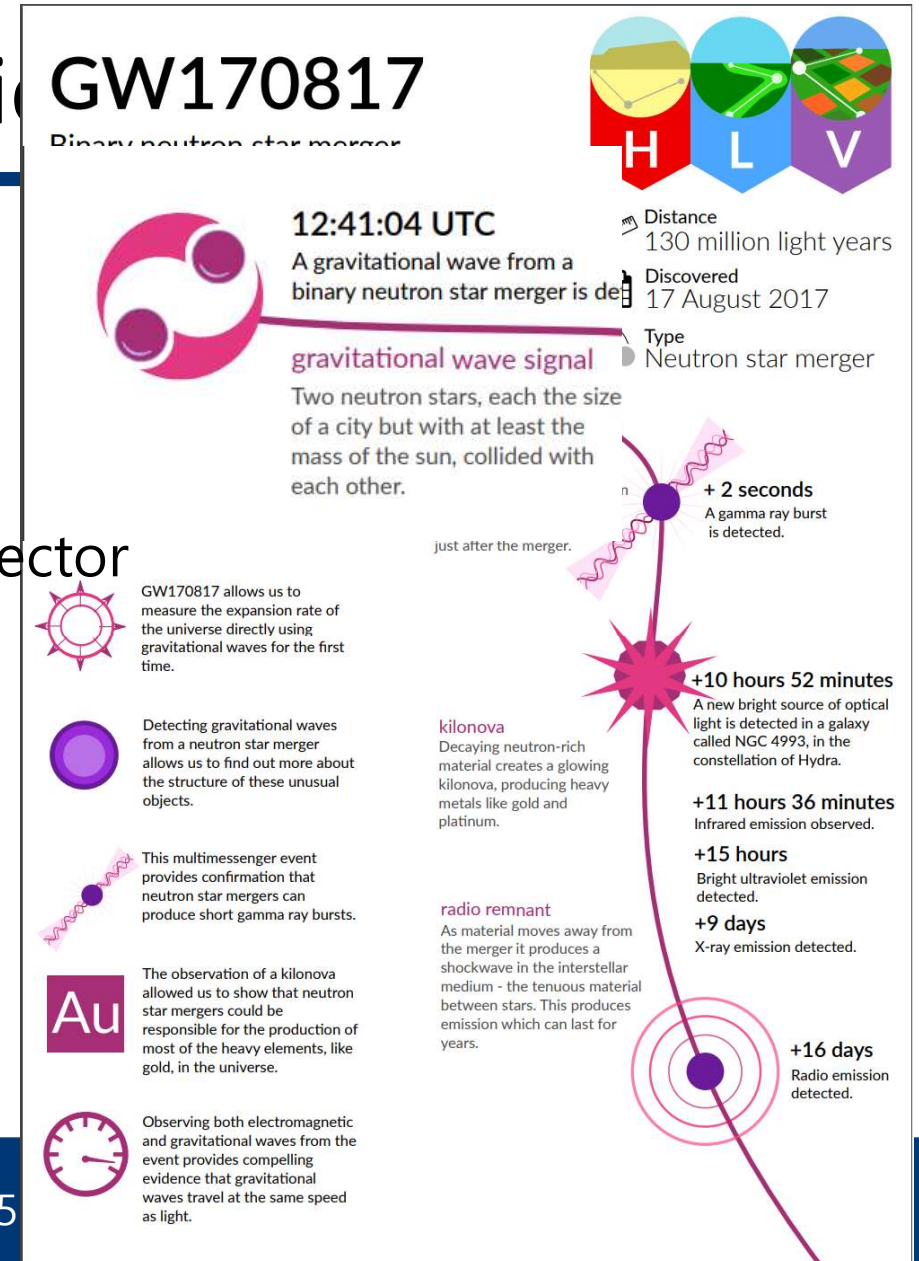 GW170817
Binary neutron star merger
H
L
V
12:41:04 UTC
A gravitational wave from a
binary neutron star merger is
gravitational wave signal
Two neutron stars, each the size
of a city but with at least the
mass of the sun, collided with
each other.
Distance
130 million light years
Discovered
17 August 2017
Type
Neutron star merger
+ 2 seconds
A gamma ray burst
is detected.
just after the merger.
ector
GW170817 allows us to
measure the expansion rate of
the universe directly using
gravitational waves for the first
time.
Detecting gravitational waves
from a neutron star merger
allows us to find out more about
the structure of these unusual
objects.
This multimessenger event
provides confirmation that
neutron star mergers can
produce short gamma ray bursts.
Au
The observation of a kilonova
allowed us to show that neutron
star mergers could be
responsible for the production of
most of the heavy elements, like
gold, in the universe.
Observing both electromagnetic
and gravitational waves from the
event provides compelling
evidence that gravitational
waves travel at the same speed
as light.
kilonova
Decaying neutron-rich
material creates a glowing
kilonova, producing heavy
metals like gold and
platinum.
radio remnant
As material moves away from
the merger it produces a
shockwave in the interstellar
medium - the tenuous material
between stars. This produces
emission which can last for
years.
+10 hours 52 minutes
A new bright source of optical
light is detected in a galaxy
called NGC 4993, in the
constellation of Hydra.
+11 hours 36 minutes
Infrared emission observed.
+15 hours
Bright ultraviolet emission
detected.
+9 days
X-ray emission detected.
+16 days
Radio emission
detected.
5